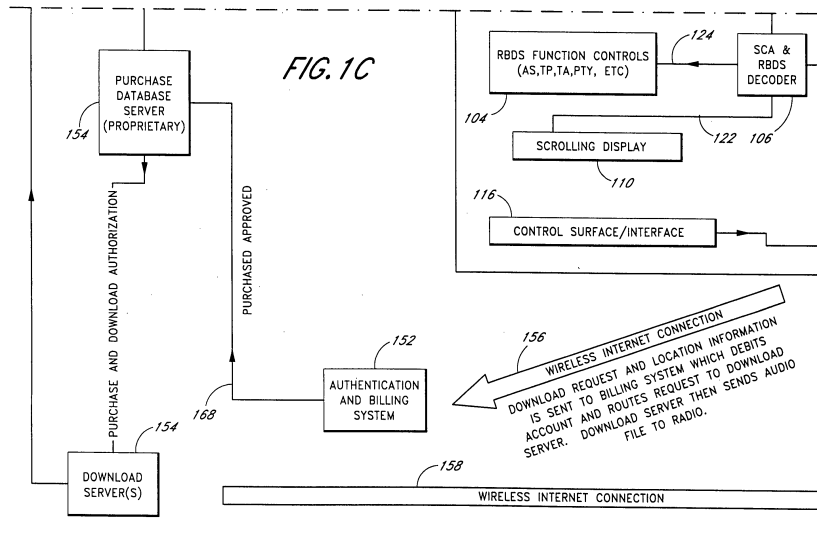 FIG. 1C
PURCHASE
DATABASE
SERVER
(PROPRIETARY)
154
RBDS FUNCTION CONTROLS
(AS,TP,TA,PTY, ETC)
104
124
SCA &
RBDS
DECODER
106
122
SCROLLING DISPLAY
110
116
CONTROL SURFACE/INTERFACE
PURCHASE AND DOWNLOAD AUTHORIZATION
PURCHASED APPROVED
168
152
AUTHENTICATION
AND BILLING
SYSTEM
156
WIRELESS INTERNET CONNECTION
DOWNLOAD REQUEST AND LOCATION INFORMATION
IS SENT TO BILLING SYSTEM WHICH DEBITS
ACCOUNT AND ROUTES REQUEST TO DOWNLOAD
SERVER. DOWNLOAD SERVER THEN SENDS AUDIO
FILE TO RADIO.
154
DOWNLOAD
SERVER(S)
158
WIRELESS INTERNET CONNECTION